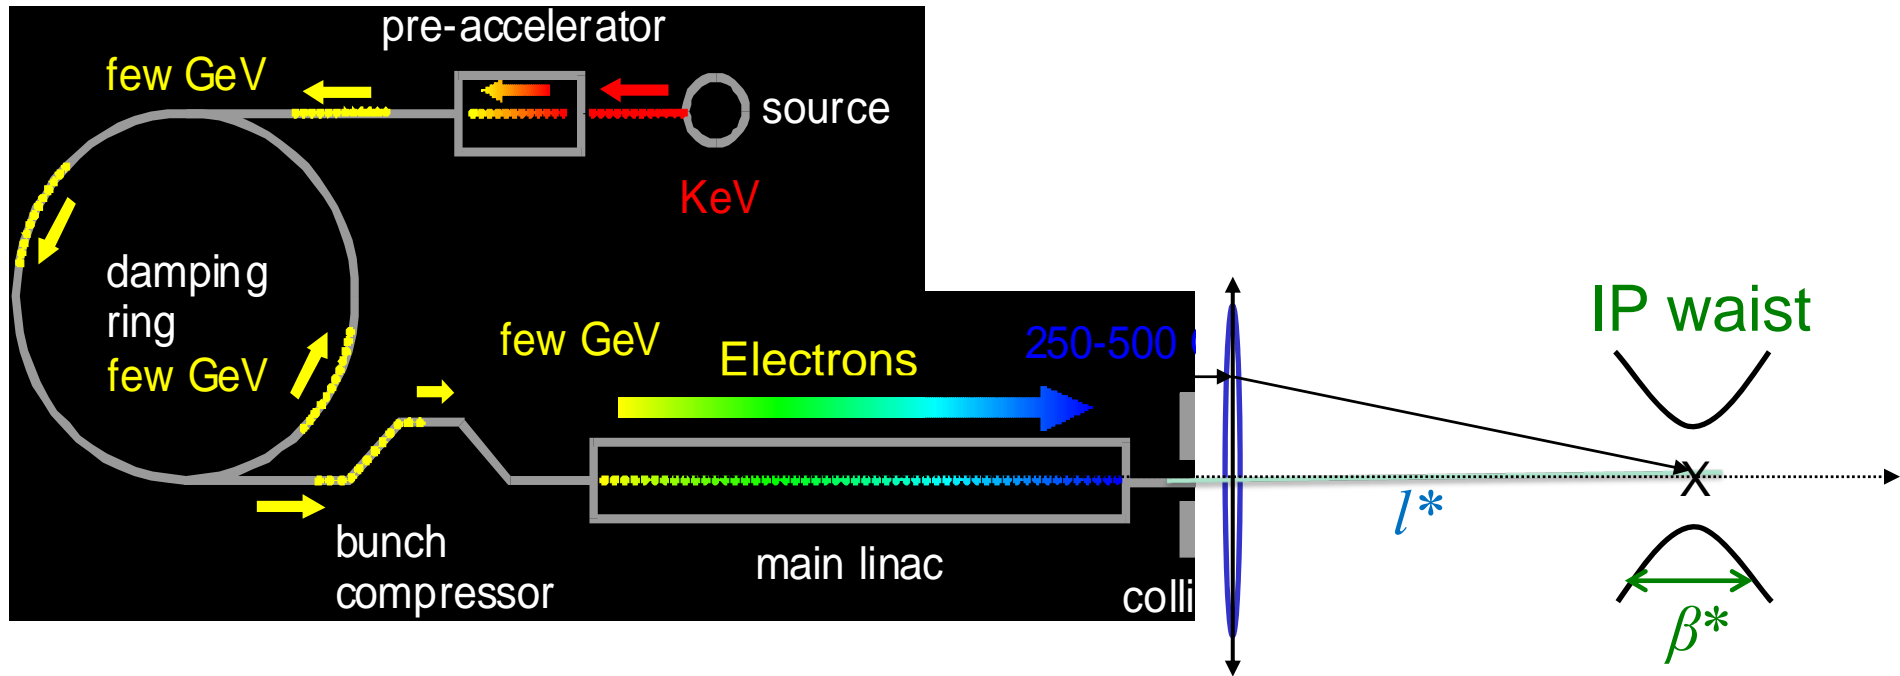 pre-accelerator
few GeV
source
KeV
damping
ring
few GeV
few GeV
Electrons
250-500
IP waist
l*
bunch
compressor
main linac
colli
β*